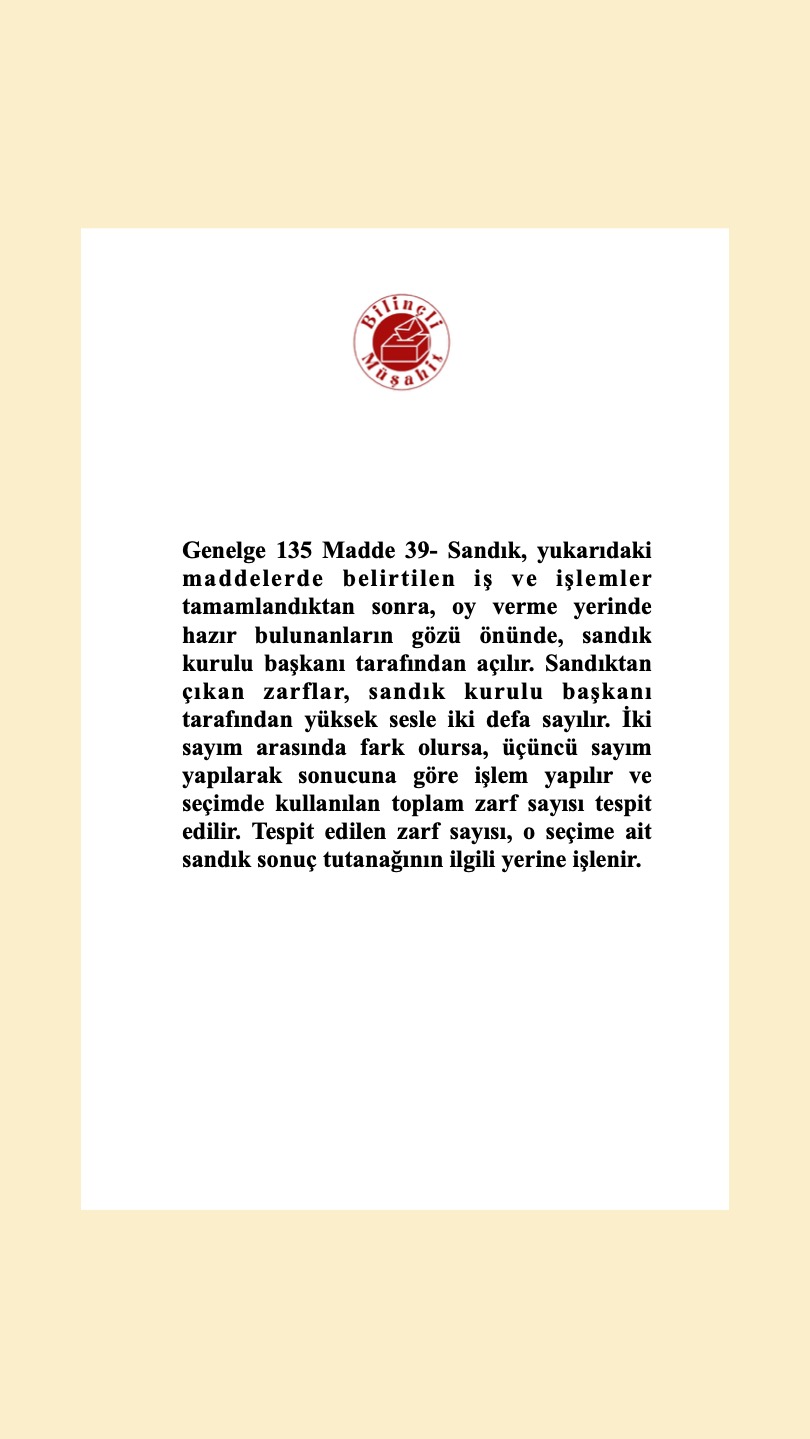 Bilinçli
Müşahit
Genelge 135 Madde 39- Sandık, yukarıdaki
maddelerde belirtilen iş ve işlemler
tamamlandıktan sonra, oy verme yerinde
hazır bulunanların gözü önünde, sandık
kurulu başkanı tarafından açılır. Sandıktan
çıkan zarflar, sandık kurulu başkanı
tarafından yüksek sesle iki defa sayılır. İki
sayım arasında fark olursa, üçüncü sayım
yapılarak sonucuna göre işlem yapılır ve
seçimde kullanılan toplam zarf sayısı tespit
edilir. Tespit edilen zarf sayısı, o seçime ait
sandık sonuç tutanağının ilgili yerine işlenir.